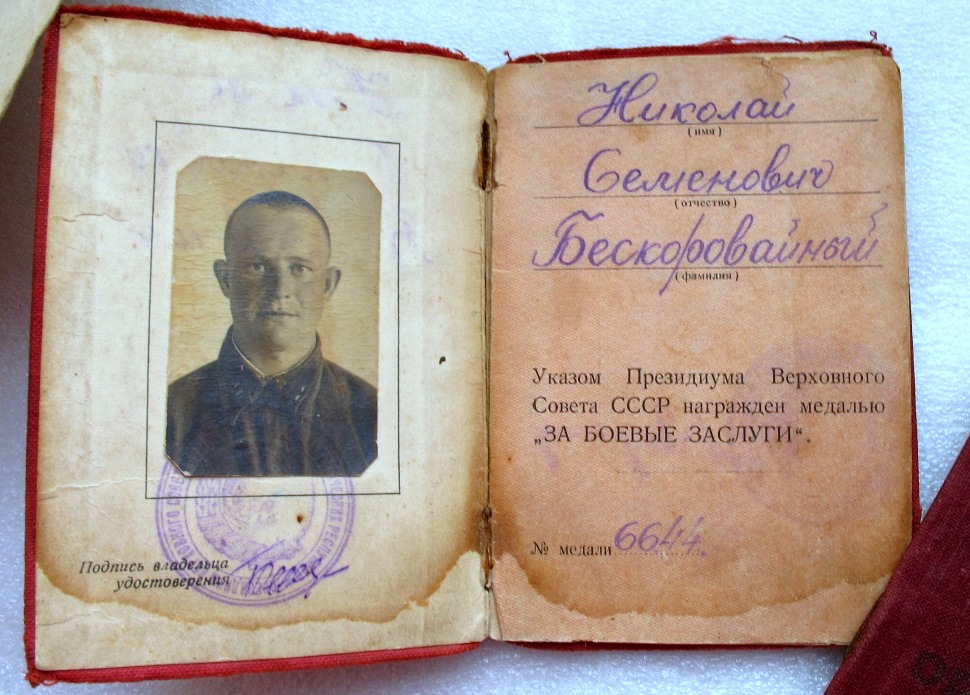 Подпись владельца
удостоверения
Николай
(имя)
Семенович
(отчество)
Бескоровайный
(фамилия)
Указом Президиума Верховного
Совета СССР награжден медалью
„ЗА БОЕВЫЕ ЗАСЛУГИ“.
№ медали 6644